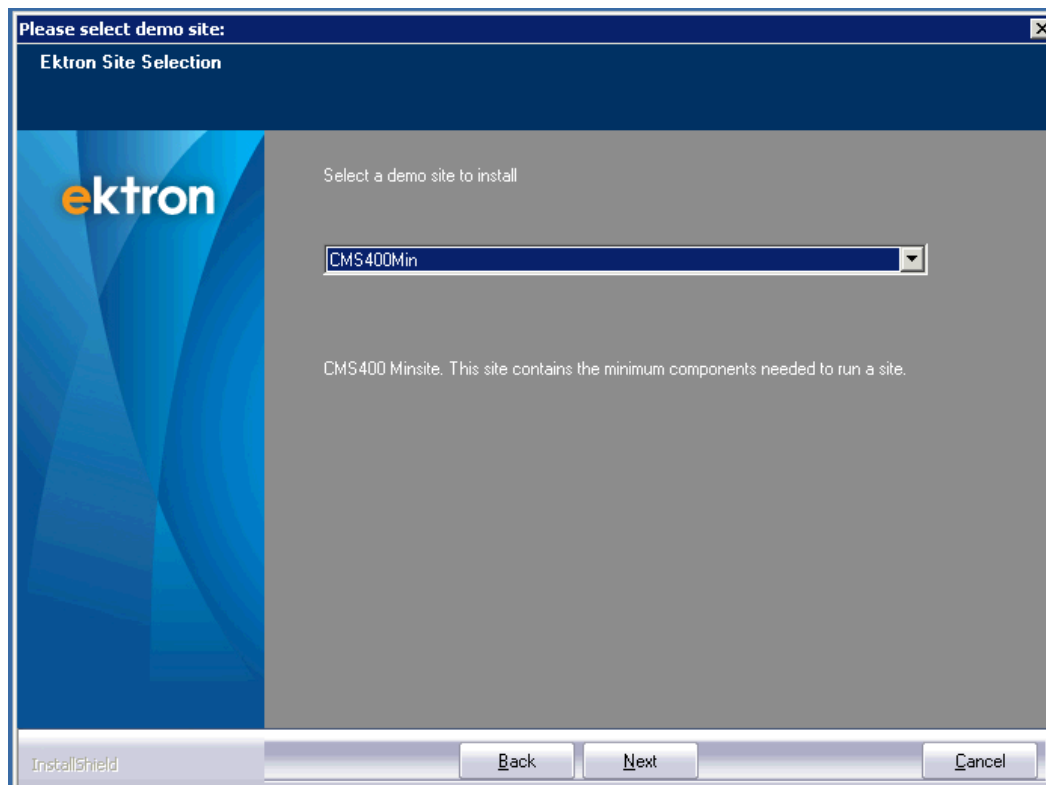 Please select demo site:
Ektron Site Selection
ektron
Select a demo site to install
CMS400Min
CMS400 Minsite. This site contains the minimum components needed to run a site.
InstallShield
Back
Next
Cancel